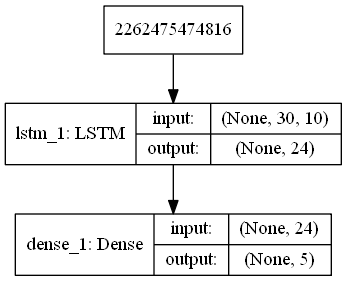 2262475474816
lstm_1: LSTM
input:
(None, 30, 10)
output:
(None, 24)
dense_1: Dense
input:
(None, 24)
output:
(None, 5)